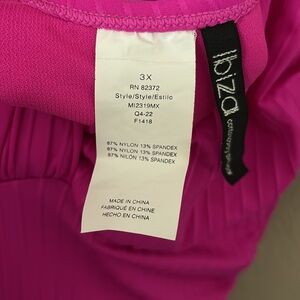 3X
RN 82372
Style/Style/Estilo
MI2319MX
Q4-22
F1418
87% NYLON 13% SPANDEX
87% NYLON 13% SPANDEX
87% NILON 13% SPANDEX
MADE IN CHINA
FABRIQUÉ EN CHINE
HECHO EN CHINA
Ibiza